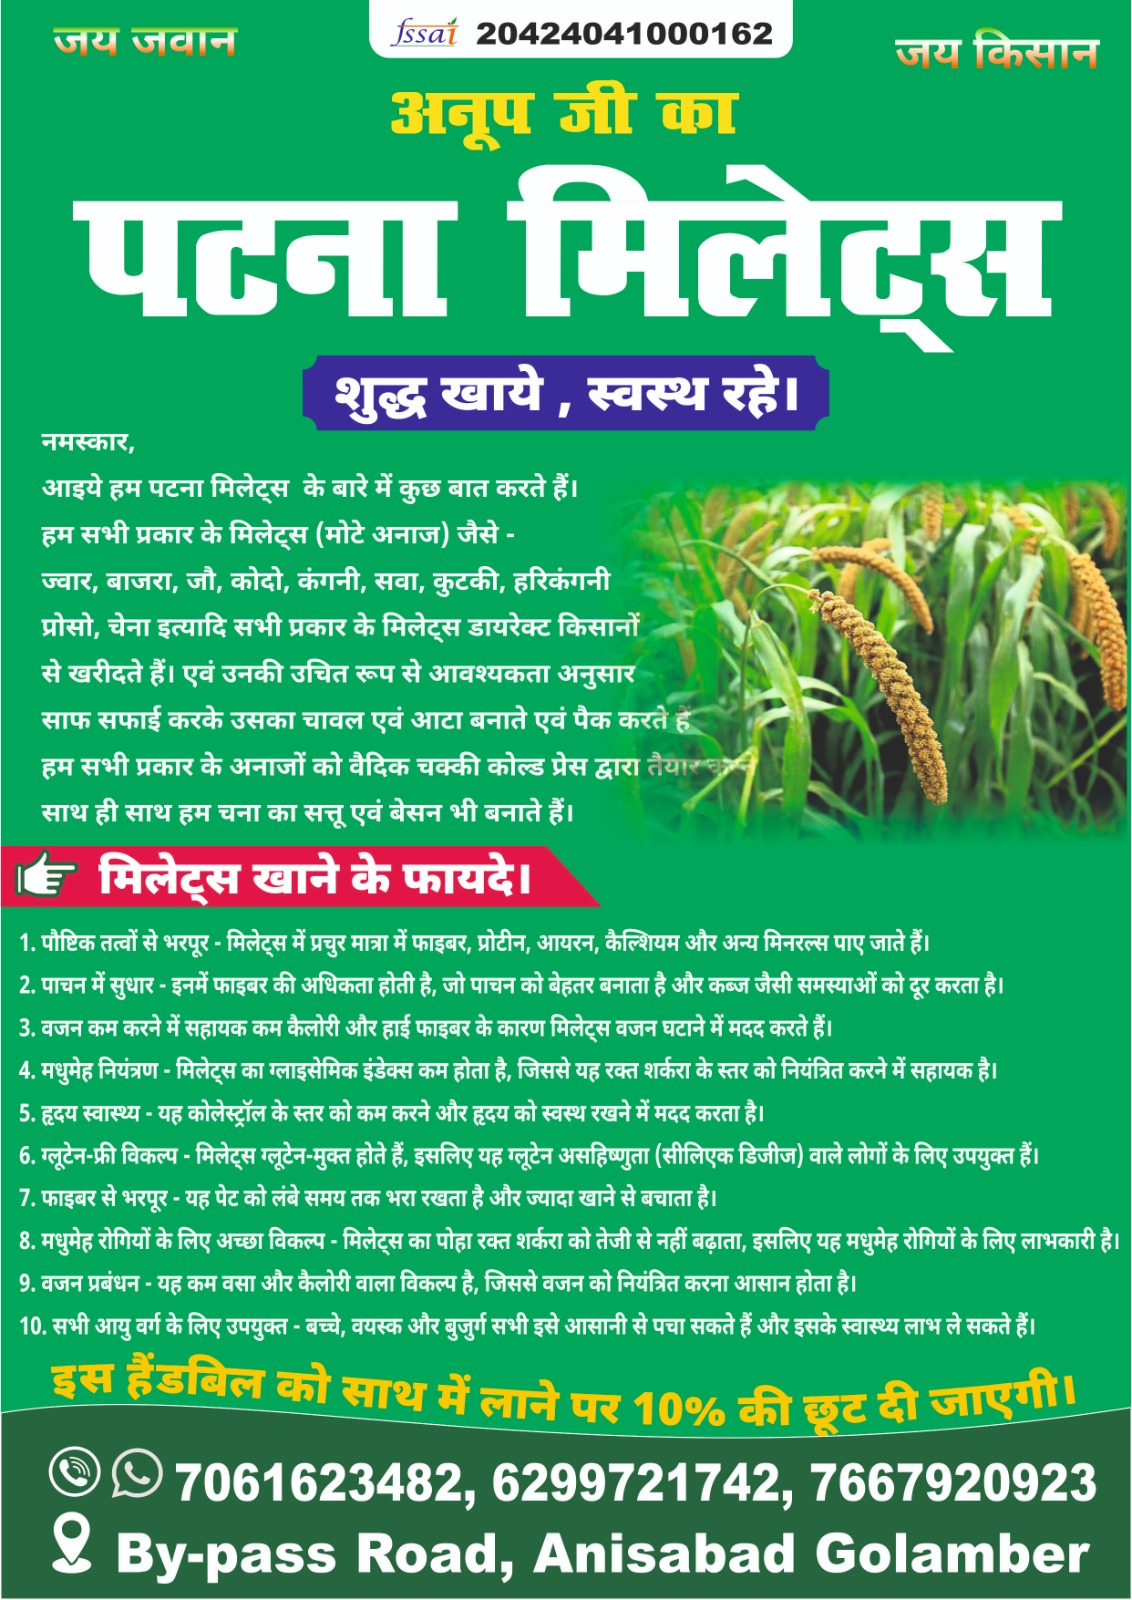 जय जवान
fssai 20424041000162
जय किसान
अनूप जी का
पटना मिलेट्स
शुद्ध खाये , स्वस्थ रहे।
नमस्कार,
आइये हम पटना मिलेट्स के बारे में कुछ बात करते हैं।
हम सभी प्रकार के मिलेट्स (मोटे अनाज) जैसे -
ज्वार, बाजरा, जौ, कोदो, कंगनी, सवा, कुटकी, हरिकंगनी
प्रोसो, चेना इत्यादि सभी प्रकार के मिलेट्स डायरेक्ट किसानों
से खरीदते हैं। एवं उनकी उचित रूप से आवश्यकता अनुसार
साफ सफाई करके उसका चावल एवं आटा बनाते एवं पैक करते हैं
हम सभी प्रकार के अनाजों को वैदिक चक्की कोल्ड प्रेस द्वारा तैयार
साथ ही साथ हम चना का सत्तू एवं बेसन भी बनाते हैं।
मिलेट्स खाने के फायदे।
1. पौष्टिक तत्वों से भरपूर - मिलेट्स में प्रचुर मात्रा में फाइबर, प्रोटीन, आयरन, कैल्शियम और अन्य मिनरल्स पाए जाते हैं।
2. पाचन में सुधार - इनमें फाइबर की अधिकता होती है, जो पाचन को बेहतर बनाता है और कब्ज जैसी समस्याओं को दूर करता है।
3. वजन कम करने में सहायक कम कैलोरी और हाई फाइबर के कारण मिलेट्स वजन घटाने में मदद करते हैं।
4. मधुमेह नियंत्रण - मिलेट्स का ग्लाइसेमिक इंडेक्स कम होता है, जिससे यह रक्त शर्करा के स्तर को नियंत्रित करने में सहायक है।
5. हृदय स्वास्थ्य - यह कोलेस्ट्रॉल के स्तर को कम करने और हृदय को स्वस्थ रखने में मदद करता है।
6. ग्लूटेन-फ्री विकल्प - मिलेट्स ग्लूटेन-मुक्त होते हैं, इसलिए यह ग्लूटेन असहिष्णुता (सीलिएक डिजीज) वाले लोगों के लिए उपयुक्त हैं।
7. फाइबर से भरपूर - यह पेट को लंबे समय तक भरा रखता है और ज्यादा खाने से बचाता है।
8. मधुमेह रोगियों के लिए अच्छा विकल्प - मिलेट्स का पोहा रक्त शर्करा को तेजी से नहीं बढ़ाता, इसलिए यह मधुमेह रोगियों के लिए लाभकारी है।
9. वजन प्रबंधन - यह कम वसा और कैलोरी वाला विकल्प है, जिससे वजन को नियंत्रित करना आसान होता है।
10. सभी आयु वर्ग के लिए उपयुक्त - बच्चे, वयस्क और बुजुर्ग सभी इसे आसानी से पचा सकते हैं और इसके स्वास्थ्य लाभ ले सकते हैं।
इस हैंडबिल को साथ में लाने पर 10% की छूट दी जाएगी।
7061623482, 6299721742, 7667920923
By-pass Road, Anisabad Golamber